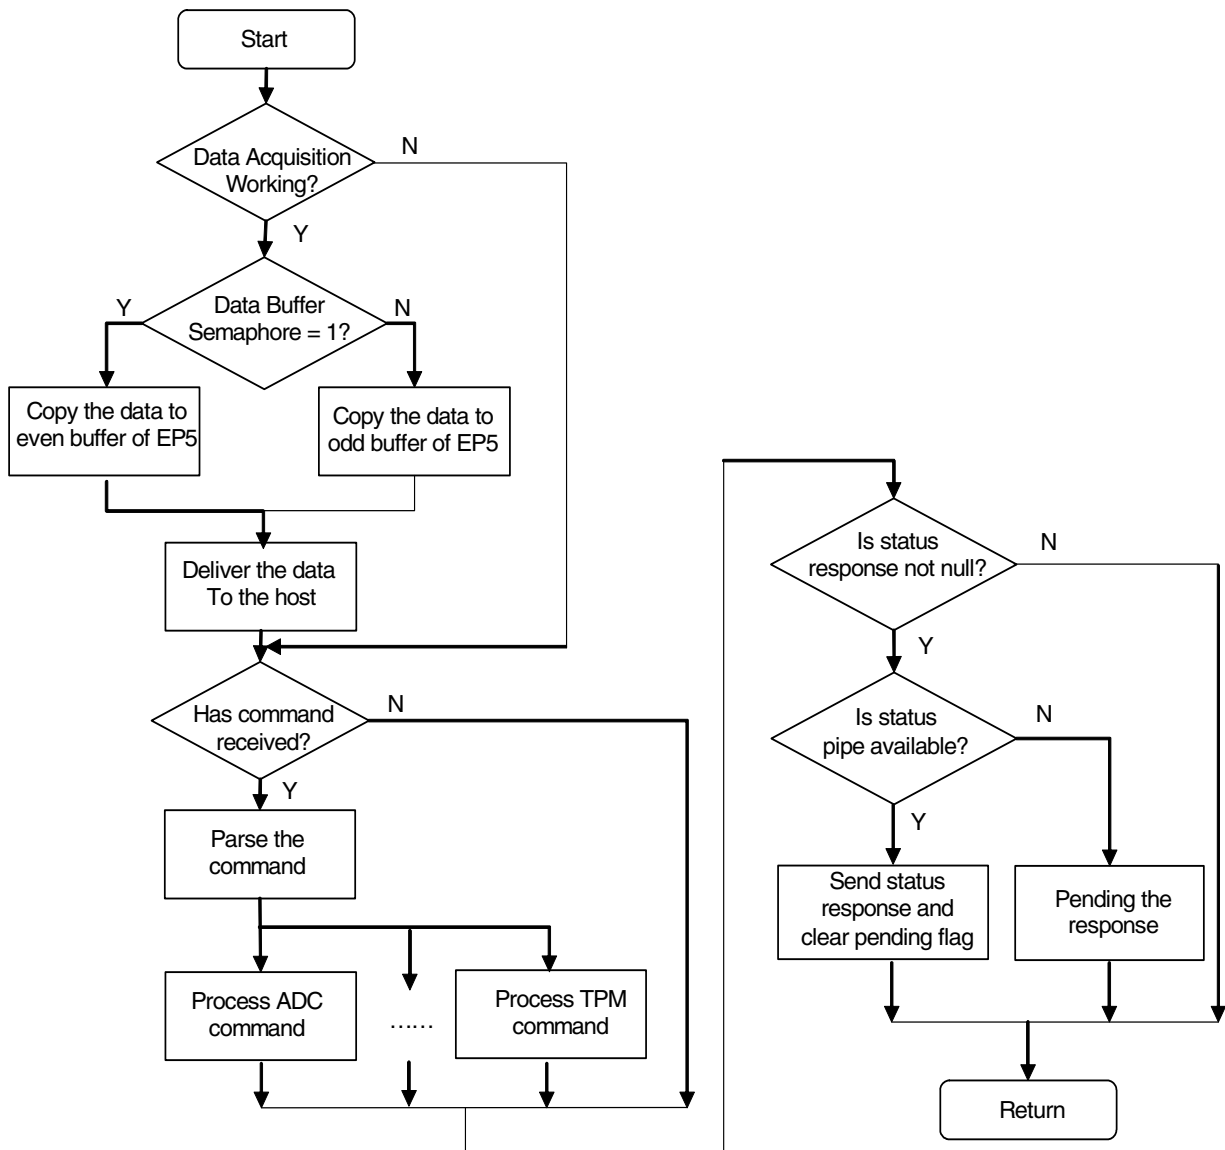 Start
Data Acquisition
Working?
N
Y
Data Buffer
Semaphore = 1?
Y
N
Copy the data to
even buffer of EP5
Copy the data to
odd buffer of EP5
Deliver the data
To the host
Has command
received?
N
Y
Parse the
command
Process ADC
command
......
Process TPM
command
Is status
response not null?
N
Y
Is status
pipe available?
N
Y
Send status
response and
clear pending flag
Pending the
response
Return